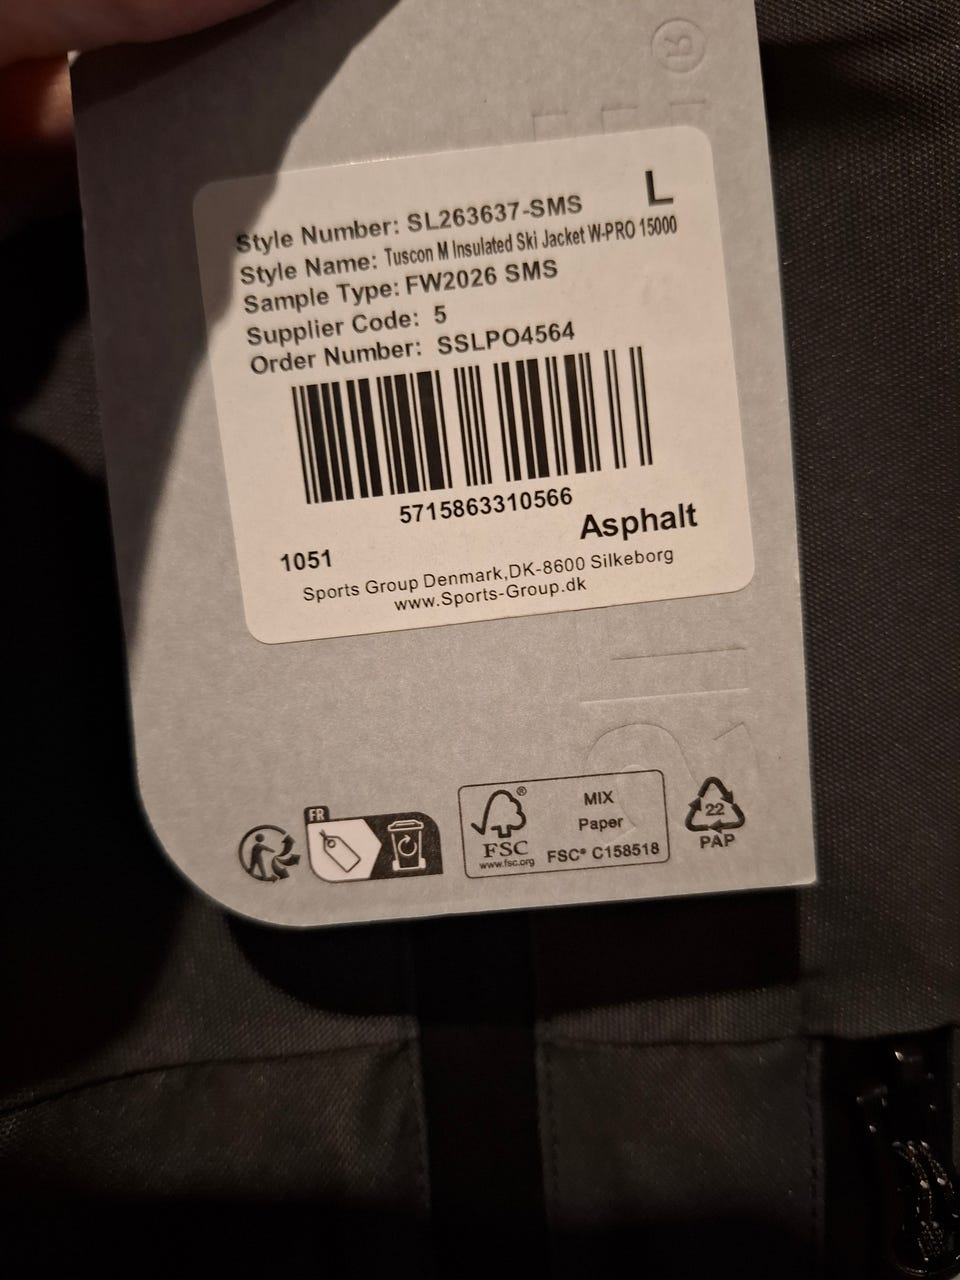 L
Style Number: SL263637-SMS
Style Name: Tuscon M Insulated Ski Jacket W-PRO 15000
Sample Type: FW2026 SMS
Supplier Code: 5
Order Number: SSLPO4564
5715863310566
Asphalt
1051
Sports Group Denmark,DK-8600 Silkeborg
www.Sports-Group.dk
FR
FSC®
www.fsc.org
MIX
Paper
FSC® C158518
22
PAP